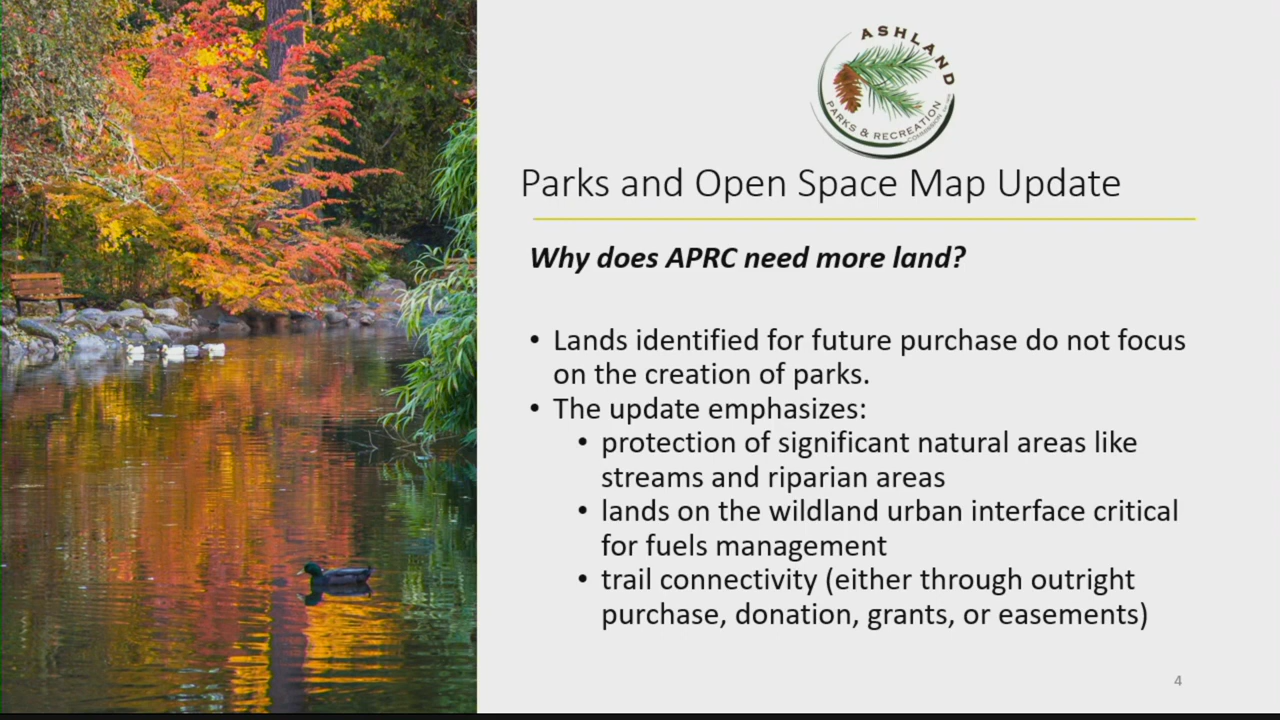 ASHLAND
PARKS & RECREATION
COMMISSION
Parks and Open Space Map Update
Why does APRC need more land?
• Lands identified for future purchase do not focus
on the creation of parks.
• The update emphasizes:
• protection of significant natural areas like
streams and riparian areas
• lands on the wildland urban interface critical
for fuels management
• trail connectivity (either through outright
purchase, donation, grants, or easements)
4